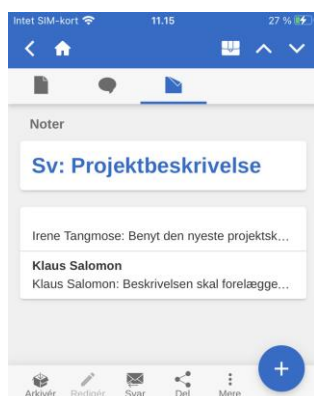 Intet SIM-kort 11.15 27 %
Noter
Sv: Projektbeskrivelse
Irene Tangmose: Benyt den nyeste projektsk...
Klaus Salomon
Klaus Salomon: Beskrivelsen skal forelægge...
Arkivér Redigér Svar Del Mere